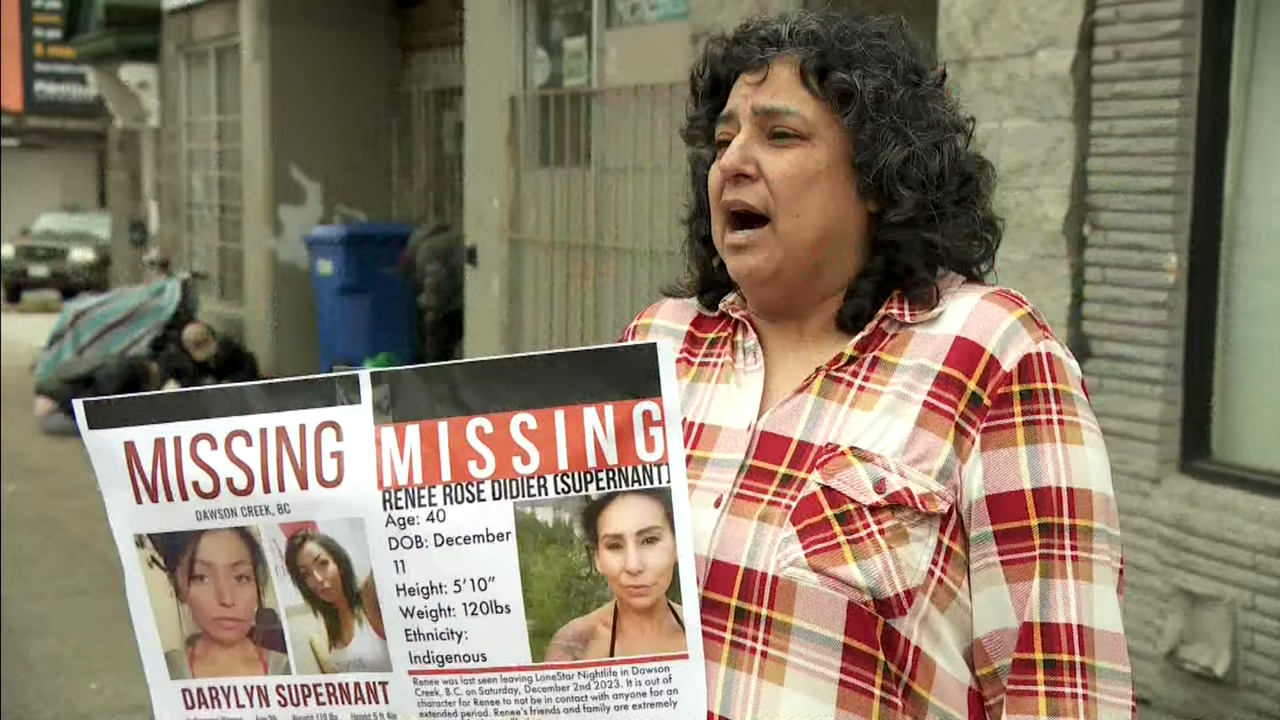 MISSING
DAWSON CREEK, BC
DARYLYN SUPERNANT
MISSING
RENEE ROSE DIDIER (SUPERNANT)
Age: 40
DOB: December
11
Height: 5'10"
Weight: 120lbs
Ethnicity:
Indigenous
Renee was last seen leaving LoneStar Nightlife in Dawson
Creek, B.C. on Saturday, December 2nd 2023. It is out of
character for Renee to not be in contact with anyone for an
extended period. Renee's friends and family are extremely